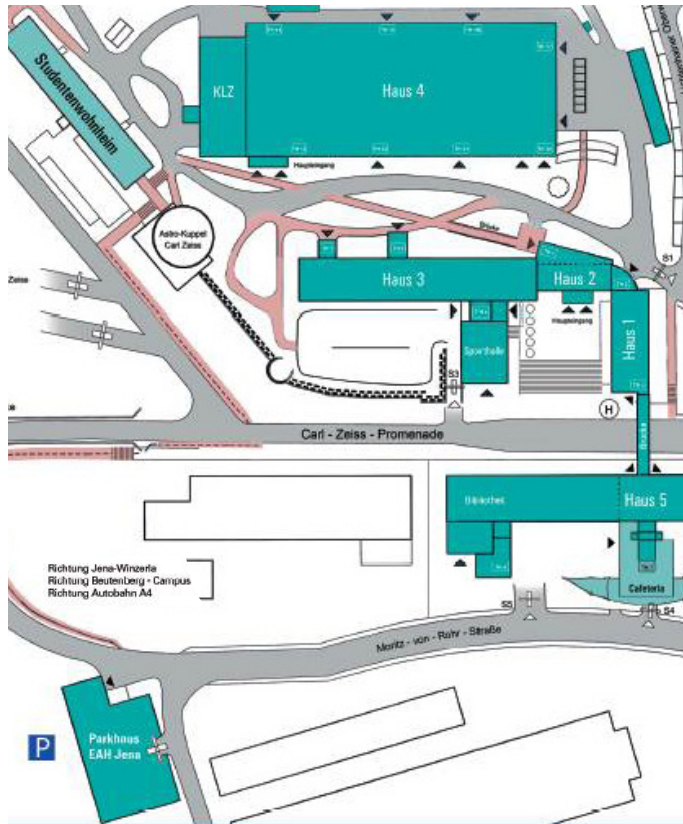 Studentenwohnheim
KLZ
Haus 4
Haupteingang
Astro-Kuppel
Carl Zeiss
Zeiss
Brücke
Haus 3
Haus 2
Haupteingang
S1
Haus 1
Sporthalle
S3
H
Carl - Zeiss - Promenade
Brücke
Bibliothek
Haus 5
Cafeteria
Richtung Jena-Winzerla
Richtung Beutenberg - Campus
Richtung Autobahn A4
S5
S4
Moritz - von - Rohr - Straße
P
Parkhaus
EAH Jena